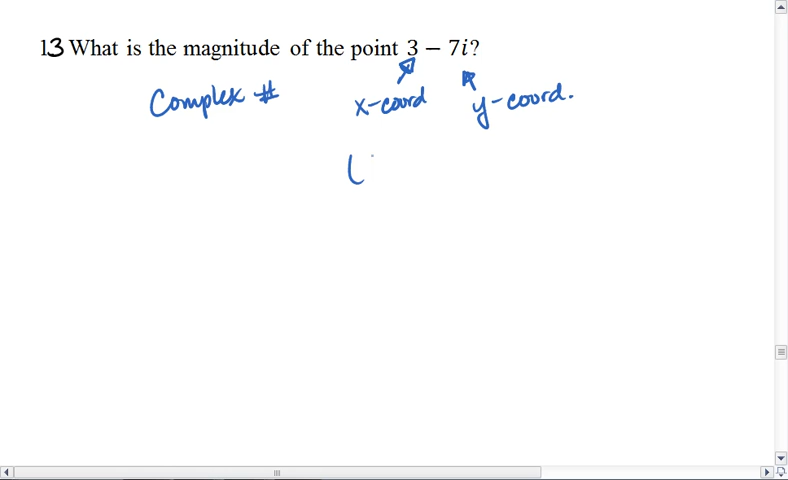 13 What is the magnitude of the point 3 − 7i?
Complex # x-coord y-coord.
(